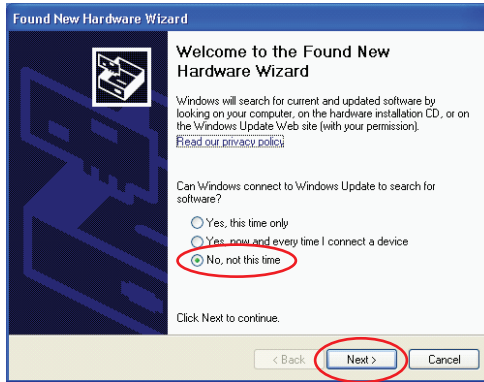 Found New Hardware Wizard
Welcome to the Found New
Hardware Wizard
Windows will search for current and updated software by
looking on your computer, on the hardware installation CD, or on
the Windows Update Web site (with your permission).
Read our privacy policy
Can Windows connect to Windows Update to search for
software?
Yes, this time only
Yes, now and every time I connect a device
No, not this time
Click Next to continue.
< Back
Next >
Cancel